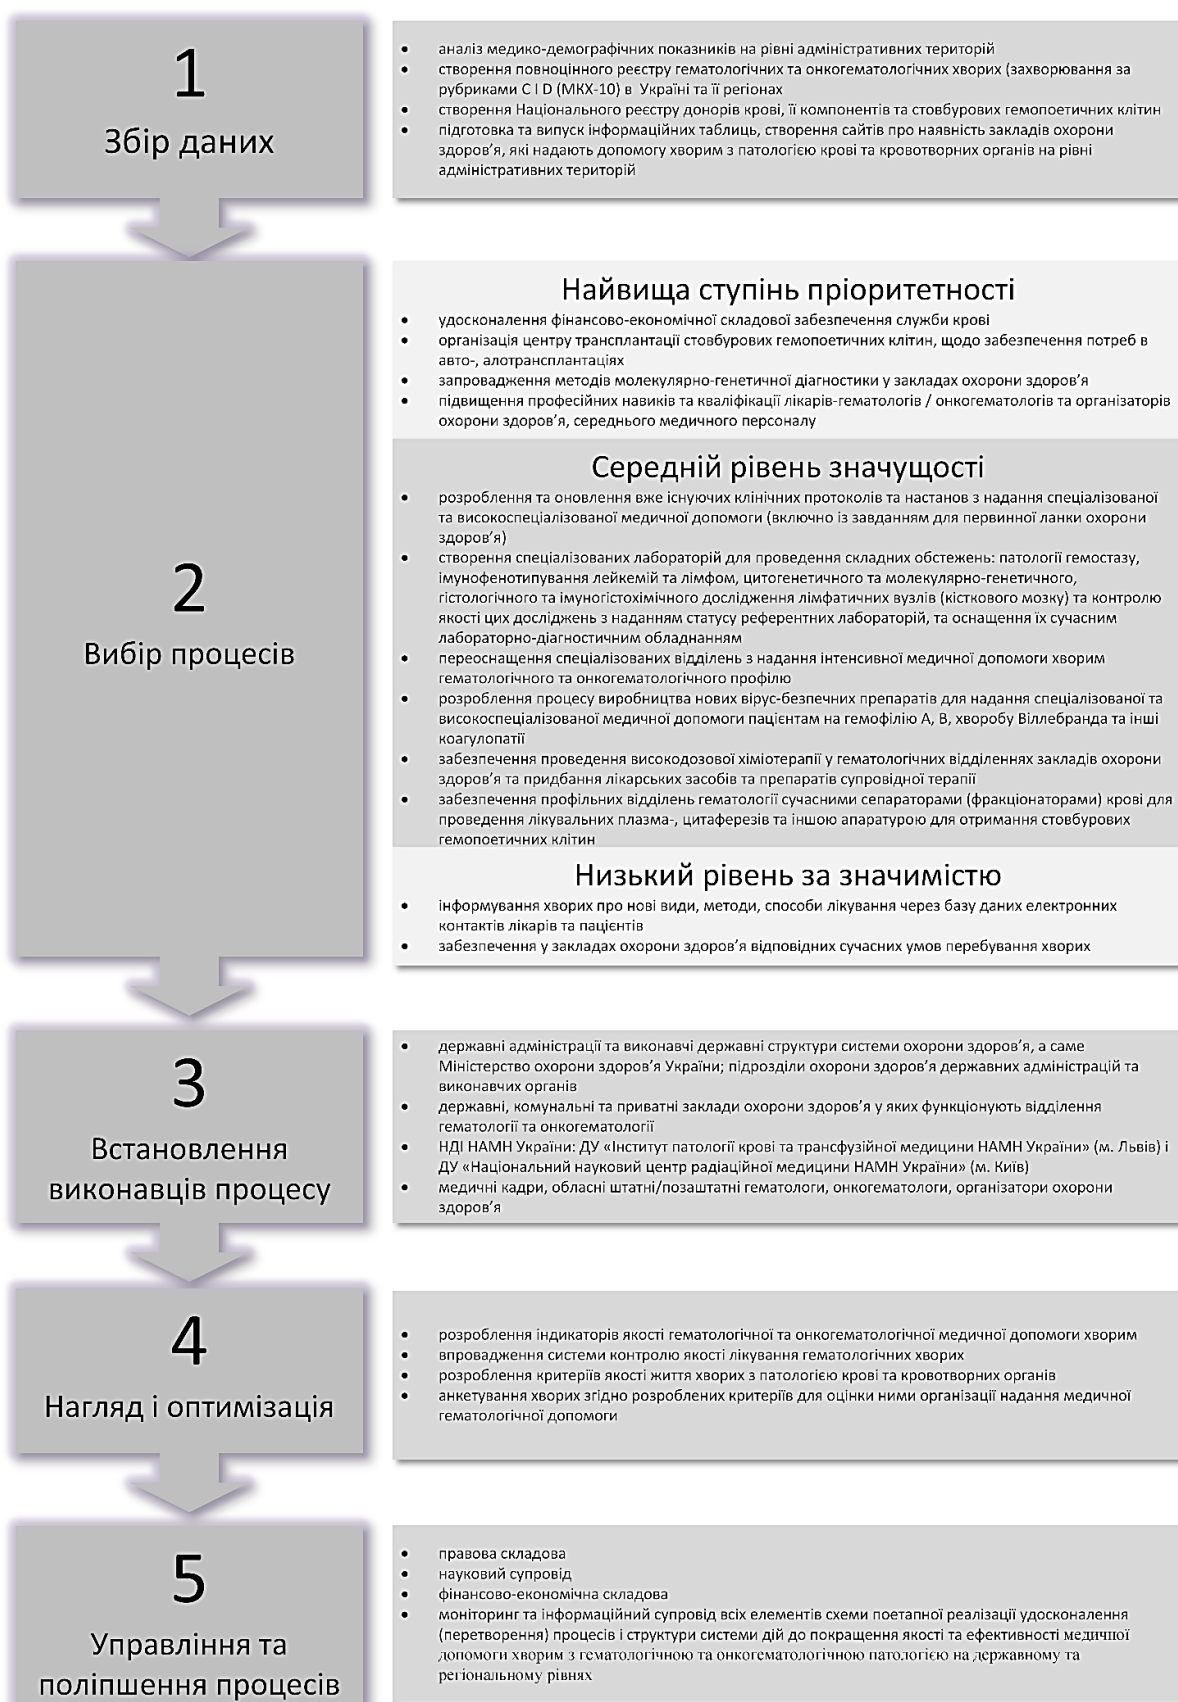 1
Збір даних
• аналіз медико-демографічних показників на рівні адміністративних територій
• створення повноцінного реєстру гематологічних та онкогематологічних хворих (захворювання за
рубриками С І D (МКХ-10) в Україні та її регіонах
• створення Національного реєстру донорів крові, її компонентів та стовбурових гемопоетичних клітин
• підготовка та випуск інформаційних таблиць, створення сайтів про наявність закладів охорони
здоров’я, які надають допомогу хворим з патологією крові та кровотворних органів на рівні
адміністративних територій
2
Вибір процесів
Найвища ступінь пріоритетності
• удосконалення фінансово-економічної складової забезпечення служби крові
• організація центру трансплантації стовбурових гемопоетичних клітин, щодо забезпечення потреб в
авто-, алотрансплантаціях
• запровадження методів молекулярно-генетичної діагностики у закладах охорони здоров’я
• підвищення професійних навиків та кваліфікації лікарів-гематологів / онкогематологів та організаторів
охорони здоров’я, середнього медичного персоналу
Середній рівень значущості
• розроблення та оновлення вже існуючих клінічних протоколів та настанов з надання спеціалізованої
та високоспеціалізованої медичної допомоги (включно із завданням для первинної ланки охорони
здоров’я)
• створення спеціалізованих лабораторій для проведення складних обстежень: патології гемостазу,
імунофенотипування лейкемій та лімфом, цитогенетичного та молекулярно-генетичного,
гістологічного та імуногістохімічного дослідження лімфатичних вузлів (кісткового мозку) та контролю
якості цих досліджень з наданням статусу референтних лабораторій, та оснащення їх сучасним
лабораторно-діагностичним обладнанням
• переоснащення спеціалізованих відділень з надання інтенсивної медичної допомоги хворим
гематологічного та онкогематологічного профілю
• розроблення процесу виробництва нових вірус-безпечних препаратів для надання спеціалізованої та
високоспеціалізованої медичної допомоги пацієнтам на гемофілію А, В, хворобу Віллебранда та інші
коагулопатії
• забезпечення проведення високодозової хіміотерапії у гематологічних відділеннях закладів охорони
здоров’я та придбання лікарських засобів та препаратів супровідної терапії
• забезпечення профільних відділень гематології сучасними сепараторами (фракціонаторами) крові для
проведення лікувальних плазма-, цитаферезів та іншою апаратурою для отримання стовбурових
гемопоетичних клітин
Низький рівень за значимістю
• інформування хворих про нові види, методи, способи лікування через базу даних електронних
контактів лікарів та пацієнтів
• забезпечення у закладах охорони здоров’я відповідних сучасних умов перебування хворих
3
Встановлення
виконавців процесу
• державні адміністрації та виконавчі державні структури системи охорони здоров’я, а саме
Міністерство охорони здоров’я України; підрозділи охорони здоров’я державних адміністрацій та
виконавчих органів
• державні, комунальні та приватні заклади охорони здоров’я у яких функціонують відділення
гематології та онкогематології
• НДІ НАМН України: ДУ «Інститут патології крові та трансфузійної медицини НАМН України» (м. Львів) і
ДУ «Національний науковий центр радіаційної медицини НАМН України» (м. Київ)
• медичні кадри, обласні штатні/позаштатні гематологи, онкогематологи, організатори охорони
здоров’я
4
Нагляд і оптимізація
• розроблення індикаторів якості гематологічної та онкогематологічної медичної допомоги хворим
• впровадження системи контролю якості лікування гематологічних хворих
• розроблення критеріїв якості життя хворих з патологією крові та кровотворних органів
• анкетування хворих згідно розроблених критеріїв для оцінки ними організації надання медичної
гематологічної допомоги
5
Управління та
поліпшення процесів
• правова складова
• науковий супровід
• фінансово-економічна складова
• моніторинг та інформаційний супровід всіх елементів схеми поетапної реалізації удосконалення
(перетворення) процесів і структури системи дій до покращення якості та ефективності медичної
допомоги хворим з гематологічною та онкогематологічною патологією на державному та
регіональному рівнях